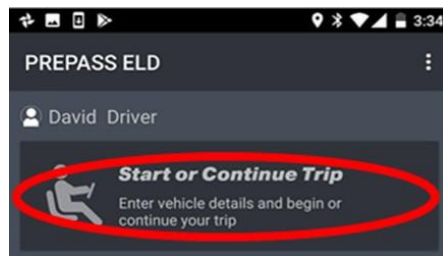 3:34
PREPASS ELD
David Driver
Start or Continue Trip
Enter vehicle details and begin or
continue your trip